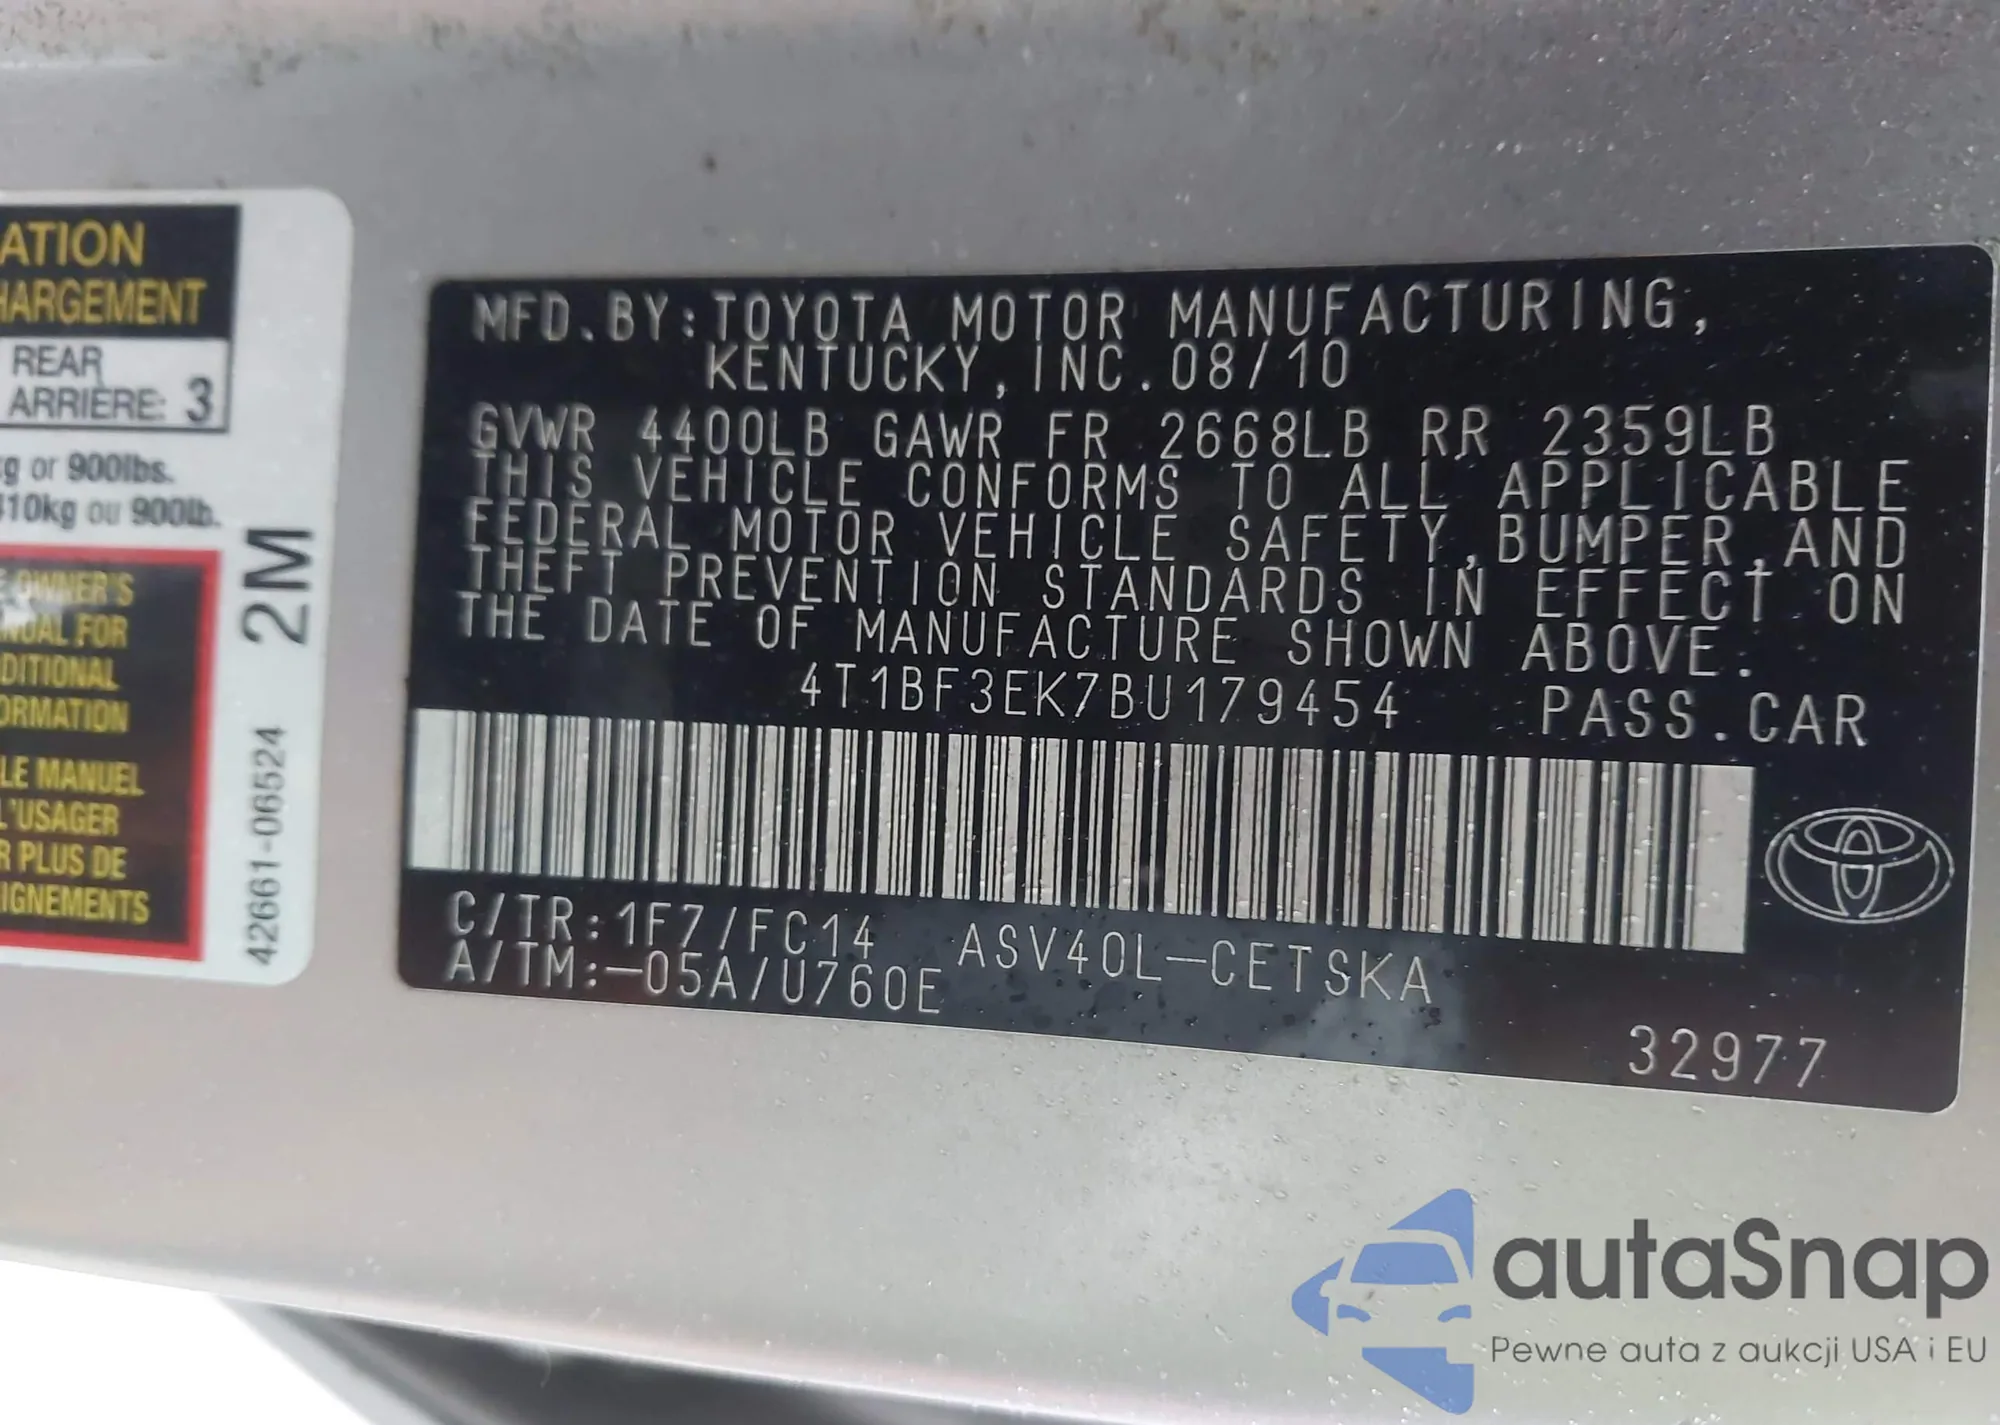 ATION
HARGEMENT
REAR
ARRIÈRE: 3
kg or 900lbs.
410kg ou 900lb.
OWNER'S
FOR
DITIONAL
ORMATION
LE MANUEL
L'USAGER
R PLUS DE
EIGNEMENTS
2M
42661-06524
MFD.BY:TOYOTA MOTOR MANUFACTURING,
KENTUCKY,INC.08/10
GVWR 4400LB GAWR FR 2668LB RR 2359LB
THIS VEHICLE CONFORMS TO ALL APPLICABLE
FEDERAL MOTOR VEHICLE SAFETY,BUMPER,AND
THEFT PREVENTION STANDARDS IN EFFECT ON
THE DATE OF MANUFACTURE SHOWN ABOVE.
4T1BF3EK7BU179454 PASS.CAR
C/TR:1F7/FC14 ASV40L-CETSKA
A/TM:-05A/U760E
32977
autaSnap
Pewne auta z aukcji USA i EU